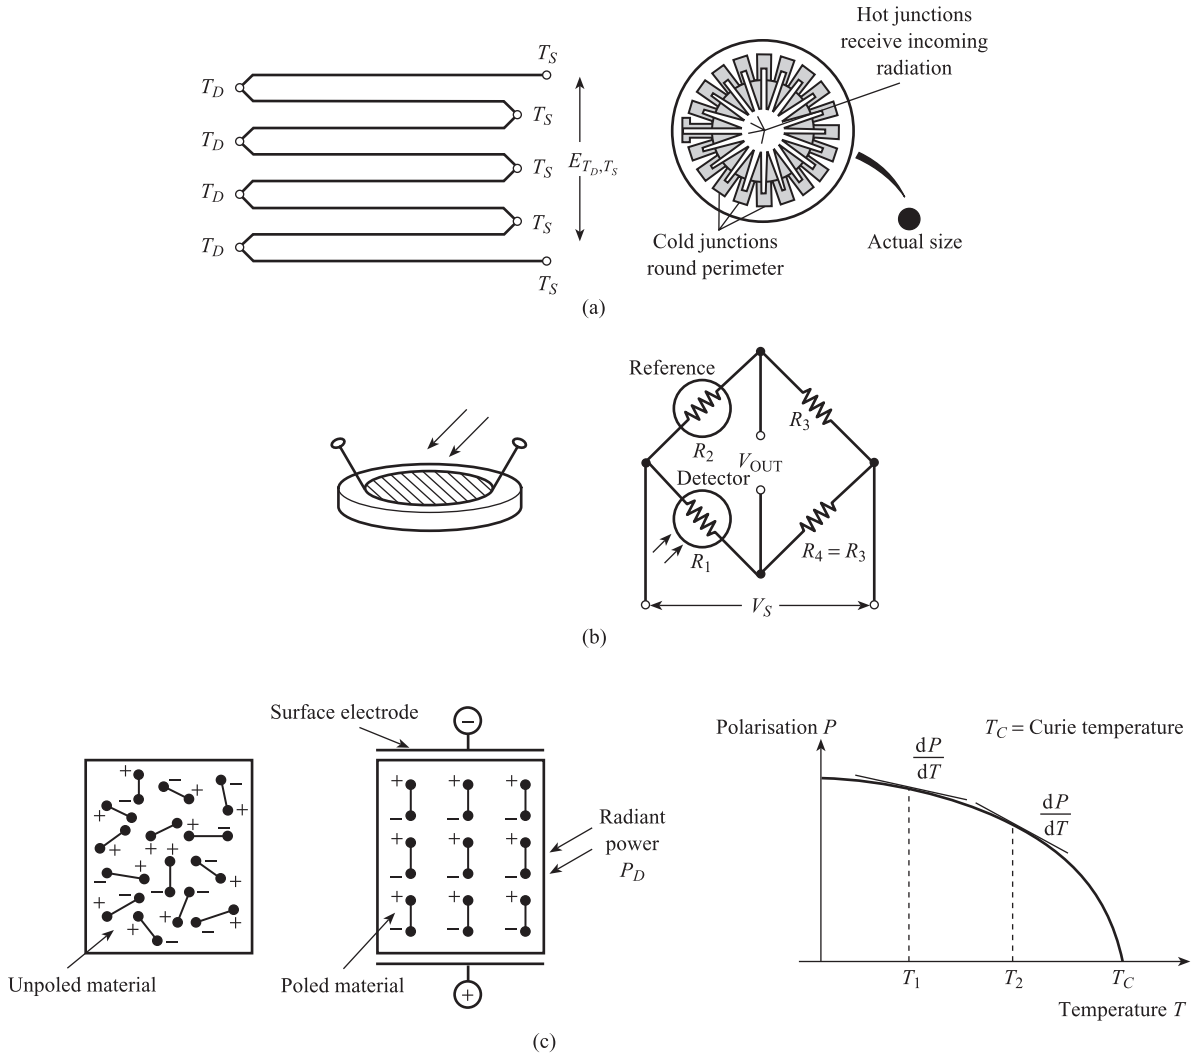 T_S
T_D
T_S
T_D
E_{T_D,T_S}
T_S
T_D
T_S
T_D
T_S
Hot junctions
receive incoming
radiation
Cold junctions
round perimeter
Actual size
(a)
Reference
R_2
R_3
V_OUT
Detector
R_1
R_4 = R_3
V_S
(b)
Unpoled material
+ − + − + − + − + − + − + − + − + − + − + − + −
Surface electrode
−
+ + +
− − −
+ + +
− − −
+ + +
− − −
Radiant
power
P_D
Poled material
+
Polarisation P
T_C = Curie temperature
dP
dT
dP
dT
T_1
T_2
T_C
Temperature T
(c)